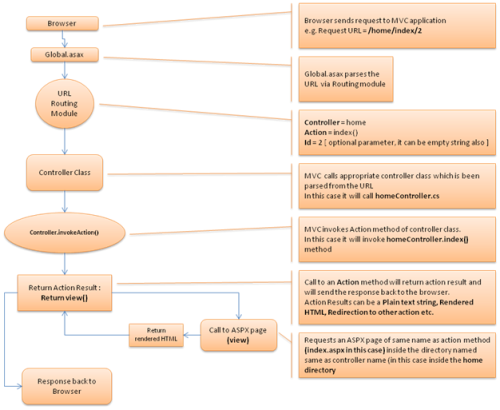 Browser
Browser sends request to MVC application
e.g. Request URL = /home/index/2
Global.asax
Global.asax parses the
URL via Routing module
URL
Routing
Module
Controller = home
Action = index()
Id = 2 [ optional parameter, it can be empty string also ]
Controller Class
MVC calls appropriate controller class which is been
parsed from the URL
In this case it will call homeController.cs
Controller.invokeAction()
MVC invokes Action method of controller class.
In this case it will invoke homeController.index()
method
Return Action Result :
Return view()
Call to an Action method will return action result and
will send the response back to the browser.
Action Results can be a Plain text string, Rendered
HTML, Redirection to other action etc.
Return
rendered HTML
Call to ASPX page
(view)
Requests an ASPX page of same name as action method
(index.aspx in this case) inside the directory named
same as controller name (in this case inside the home
directory
Response back to
Browser